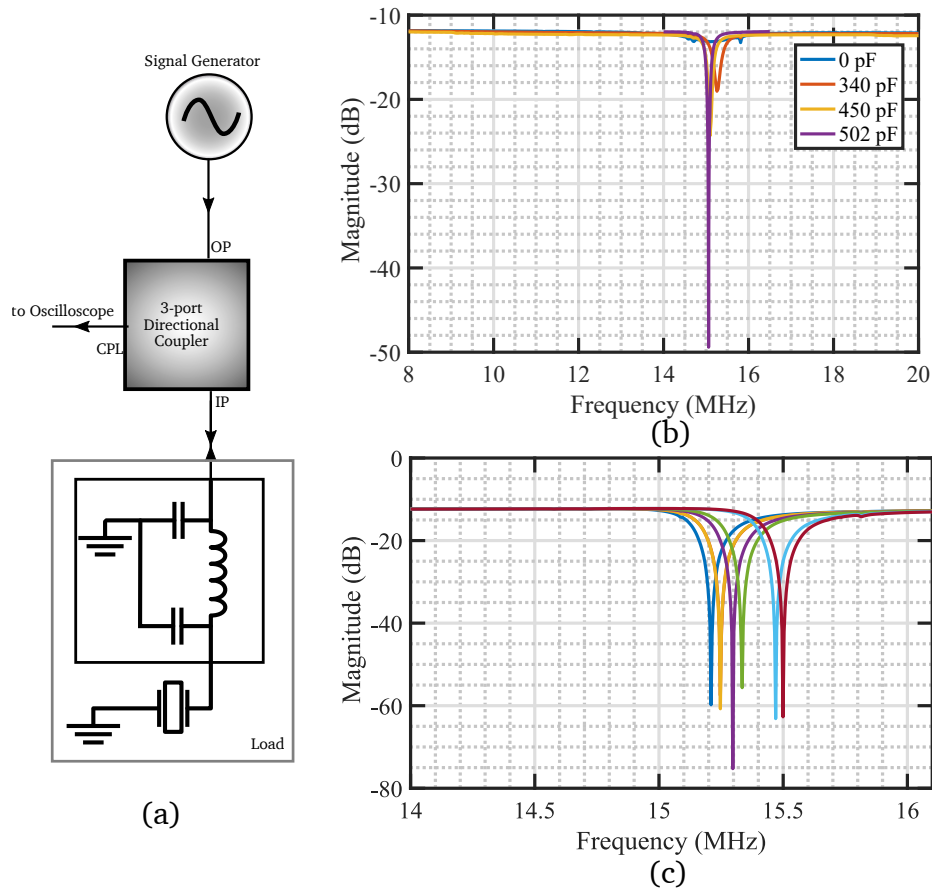 Signal Generator
OP
3-port
Directional
Coupler
to Oscilloscope
CPL
IP
Load
(a)
-10
-20
-30
-40
-50
Magnitude (dB)
0 pF
340 pF
450 pF
502 pF
8
10
12
14
16
18
20
Frequency (MHz)
(b)
0
-20
-40
-60
-80
Magnitude (dB)
14
14.5
15
15.5
16
Frequency (MHz)
(c)